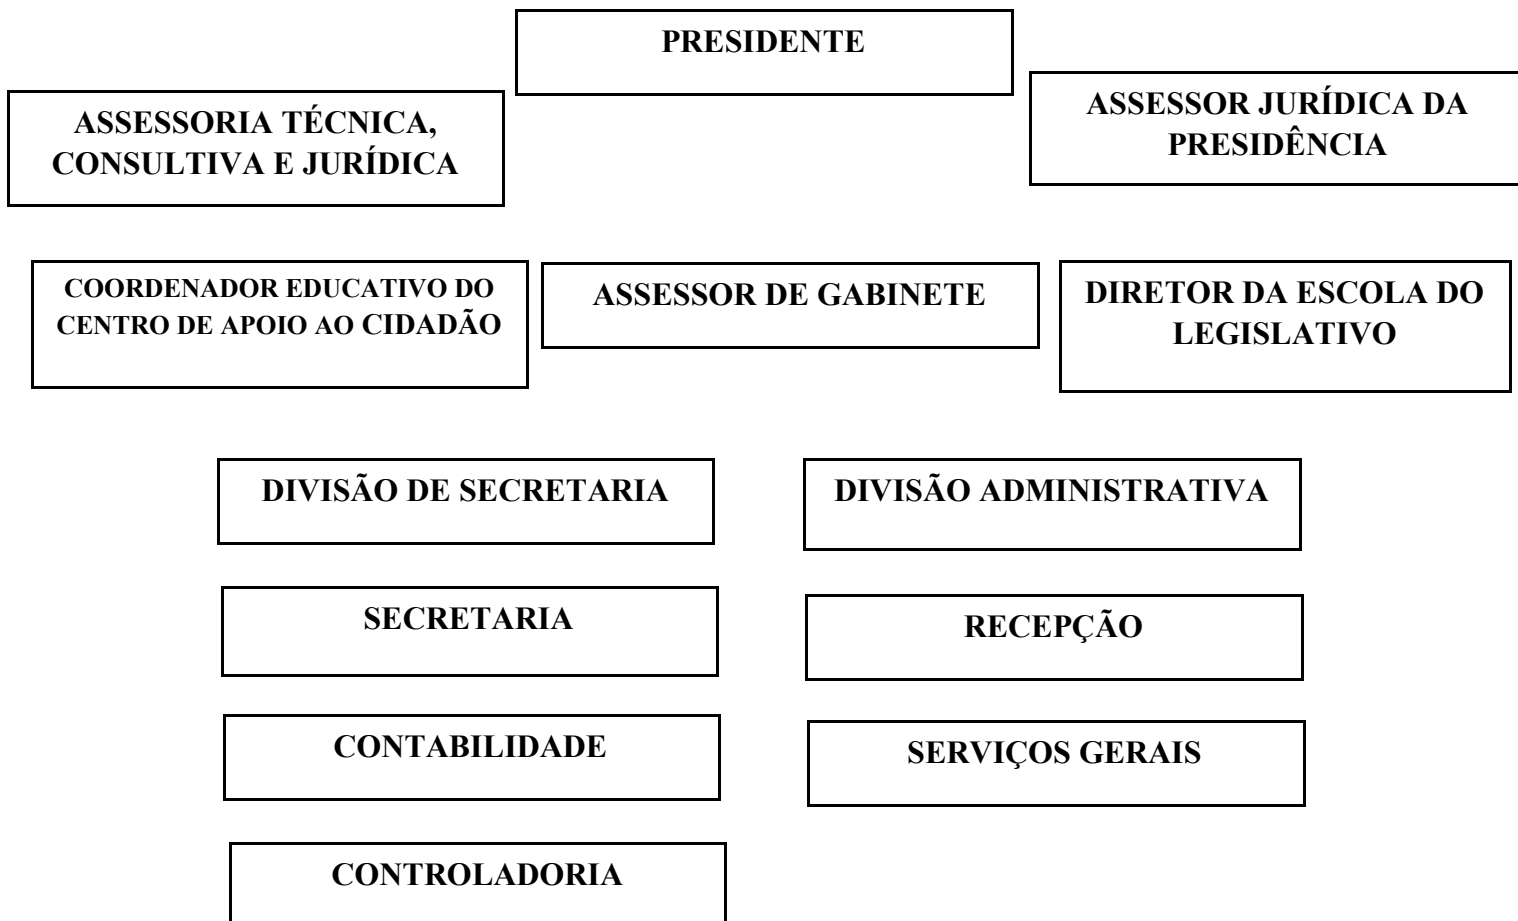 PRESIDENTE
ASSESSORIA TÉCNICA,
CONSULTIVA E JURÍDICA
ASSESSOR JURÍDICA DA
PRESIDÊNCIA
COORDENADOR EDUCATIVO DO
CENTRO DE APOIO AO CIDADÃO
ASSESSOR DE GABINETE
DIRETOR DA ESCOLA DO
LEGISLATIVO
DIVISÃO DE SECRETARIA
DIVISÃO ADMINISTRATIVA
SECRETARIA
RECEPÇÃO
CONTABILIDADE
SERVIÇOS GERAIS
CONTROLADORIA